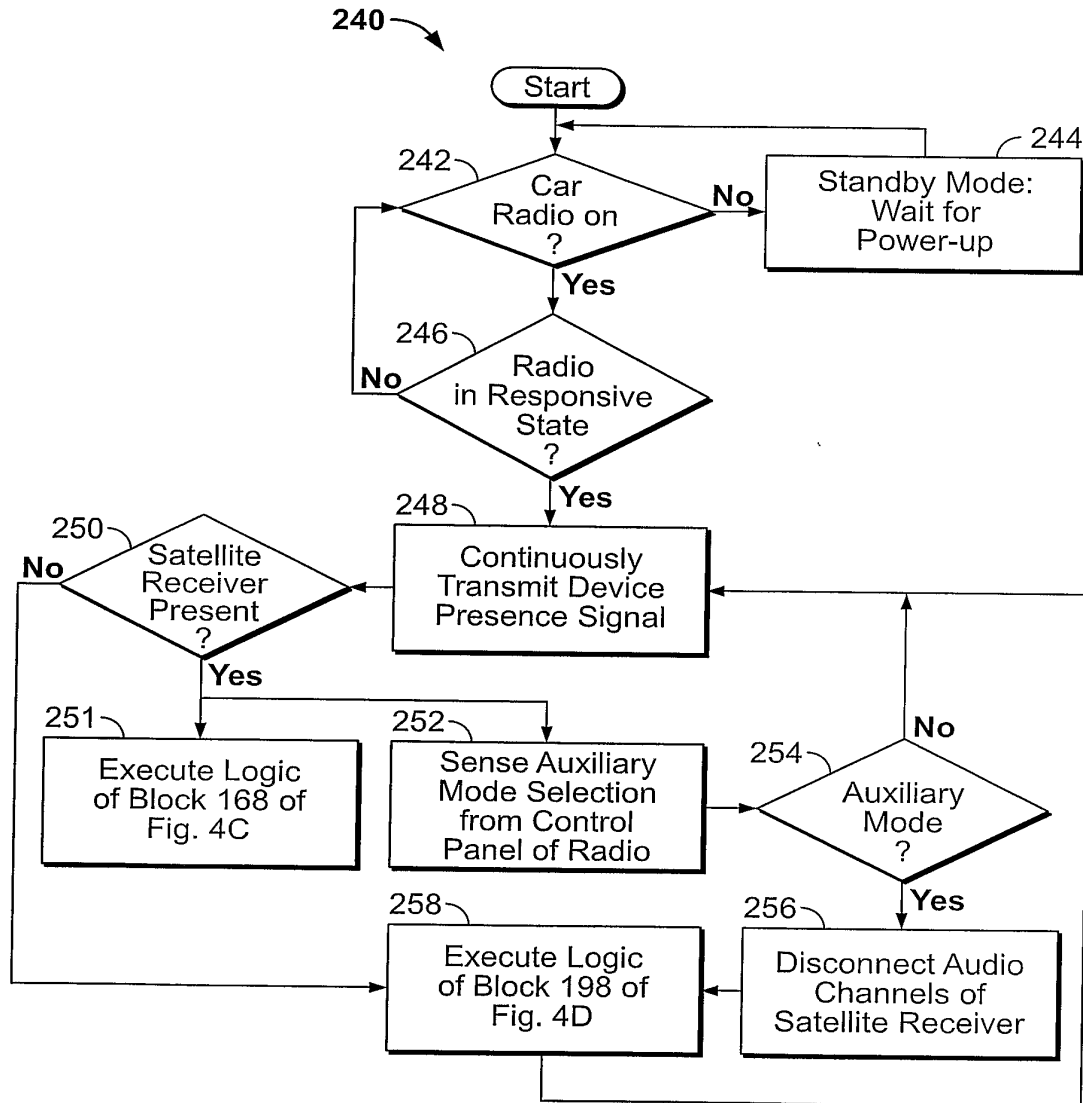 240
Start
242
Car
Radio on
?
No
244
Standby Mode:
Wait for
Power-up
Yes
246
Radio
in Responsive
State
?
No
Yes
248
Continuously
Transmit Device
Presence Signal
250
Satellite
Receiver
Present
?
No
Yes
251
Execute Logic
of Block 168 of
Fig. 4C
252
Sense Auxiliary
Mode Selection
from Control
Panel of Radio
254
Auxiliary
Mode
?
No
Yes
256
Disconnect Audio
Channels of
Satellite Receiver
258
Execute Logic
of Block 198 of
Fig. 4D